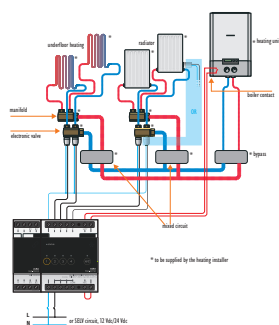 underfloor heating
radiator
* heating uni
manifold
electronic valve
OK
boiler contact
* bypass
mixed circuit
* to be supplied by the heating installer
L
N
or SELV circuit, 12 Vdc/24 Vdc